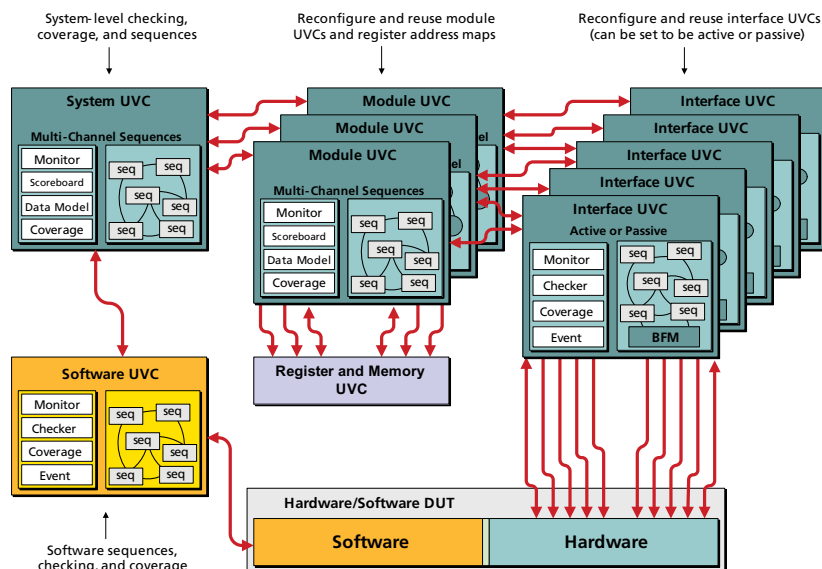 System-level checking,
coverage, and sequences
Reconfigure and reuse module
UVCs and register address maps
Reconfigure and reuse interface UVCs
(can be set to be active or passive)
System UVC
Multi-Channel Sequences
Monitor
Scoreboard
Data Model
Coverage
seq
seq
seq
seq
seq
Module UVC
Module UVC
Module UVC
Multi-Channel Sequences
Monitor
Scoreboard
Data Model
Coverage
seq
seq
seq
seq
seq
Interface UVC
Interface UVC
Interface UVC
Interface UVC
Interface UVC
Active or Passive
Monitor
Checker
Coverage
Event
seq
seq
seq
seq
seq
BFM
Register and Memory
UVC
Software UVC
Monitor
Checker
Coverage
Event
seq
seq
seq
seq
seq
Hardware/Software DUT
Software
Hardware
Software sequences,
checking, and coverage